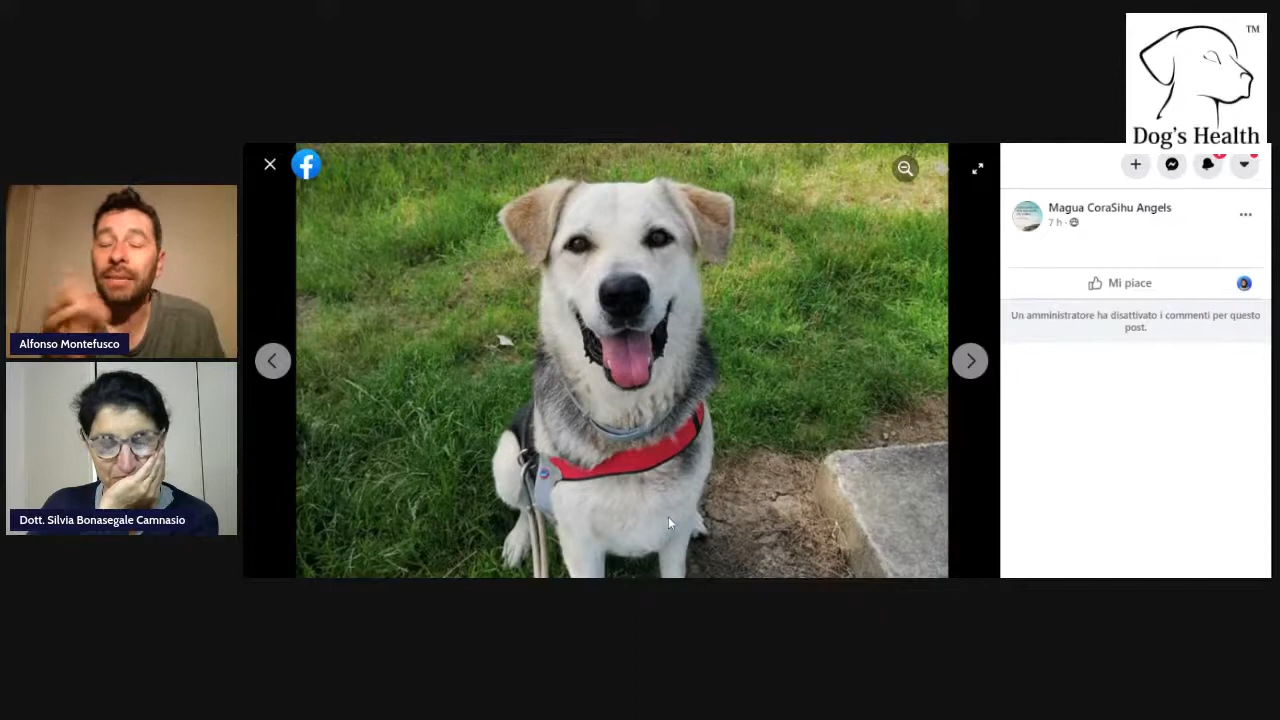 TM
Dog's Health
Magua CoraSihu Angels
7 h
Mi piace
Un amministratore ha disattivato i commenti per questo
post.
Alfonso Montefusco
Dott. Silvia Bonasegale Camnasio